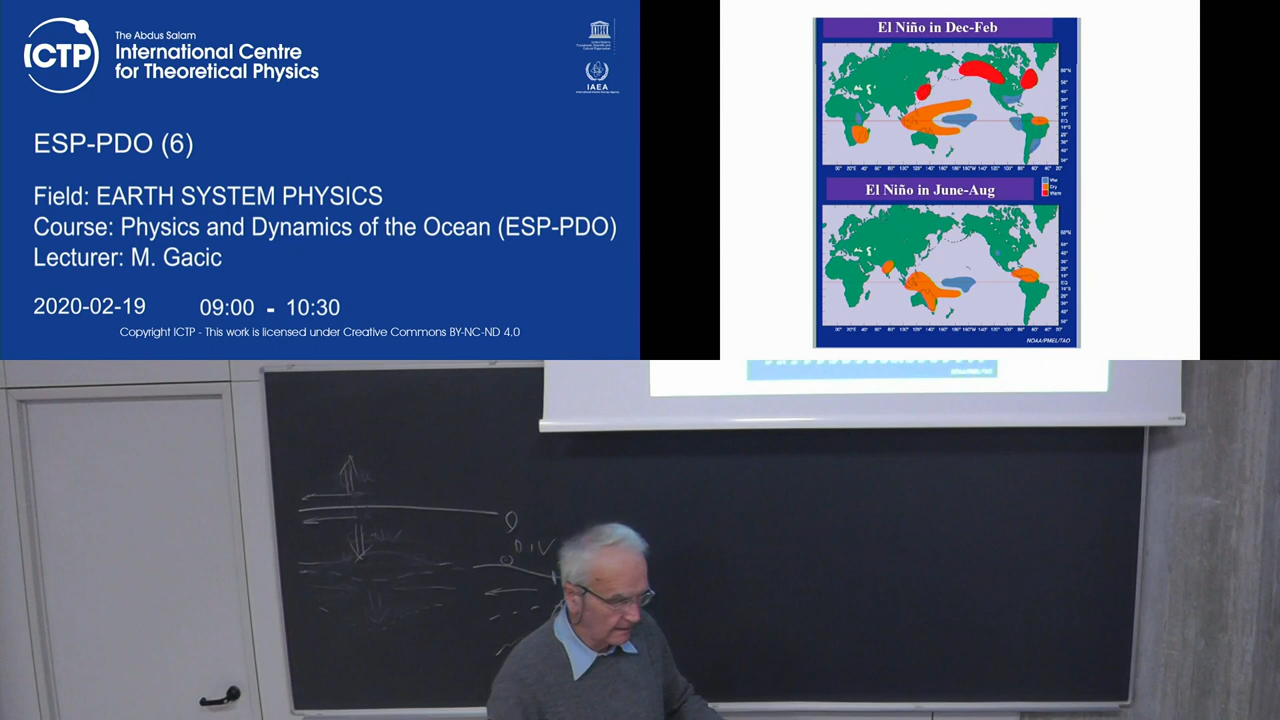 The Abdus Salam
ICTP
International Centre
for Theoretical Physics
IAEA
ESP-PDO (6)
Field: EARTH SYSTEM PHYSICS
Course: Physics and Dynamics of the Ocean (ESP-PDO)
Lecturer: M. Gacic
2020-02-19 09:00 - 10:30
Copyright ICTP - This work is licensed under Creative Commons BY-NC-ND 4.0
El Niño in Dec-Feb
El Niño in June-Aug
Wet
Dry
Warm
NOAA/PMEL/TAO
DIV